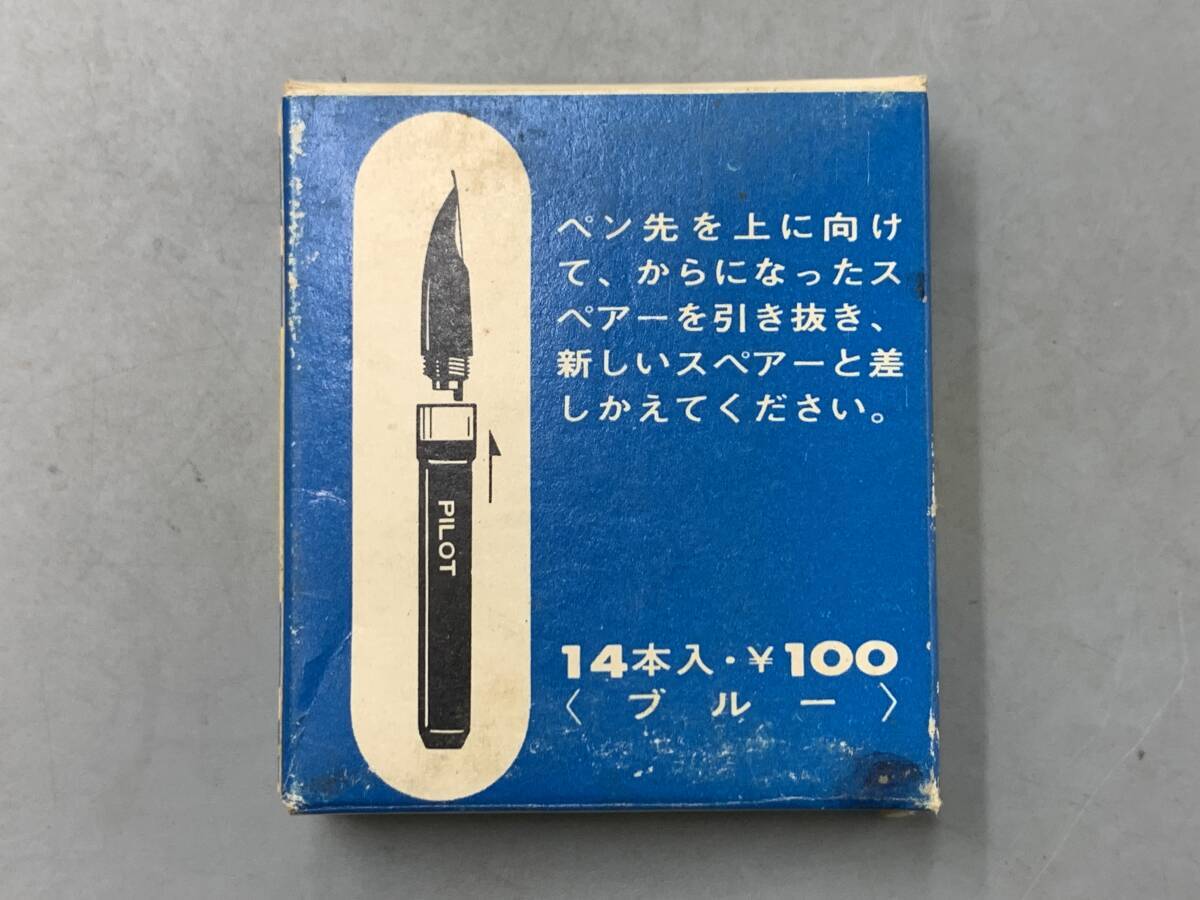 ペン先を上に向け
て、からになったス
ペアーを引き抜き、
新しいスペアーと差
しかえてください。
PILOT
14本入・¥100
〈ブルー〉